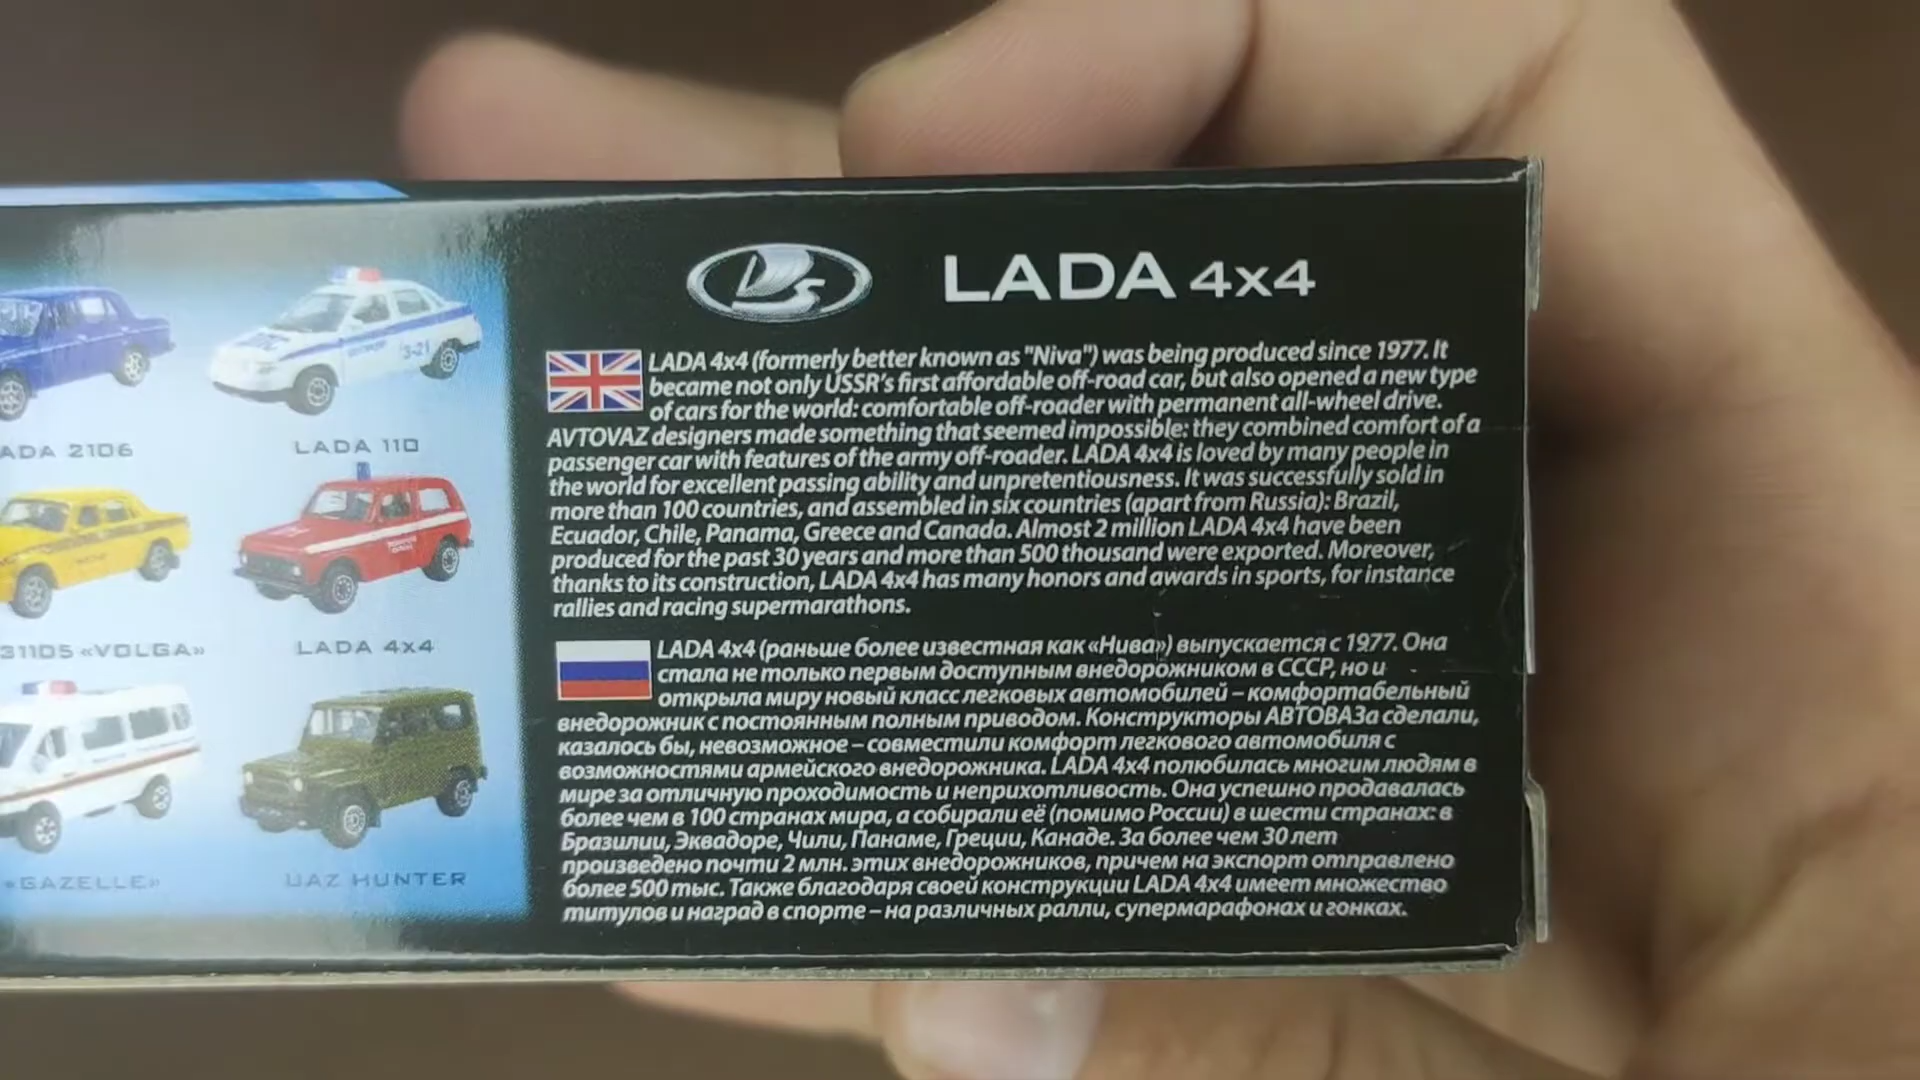 LADA 4x4
LADA 4x4 (formerly better known as "Niva") was being produced since 1977. It
became not only USSR's first affordable off-road car, but also opened a new type
of cars for the world: comfortable off-roader with permanent all-wheel drive.
AVTOVAZ designers made something that seemed impossible: they combined comfort of a
passenger car with features of the army off-roader. LADA 4x4 is loved by many people in
the world for excellent passing ability and unpretentiousness. It was successfully sold in
more than 100 countries, and assembled in six countries (apart from Russia): Brazil,
Ecuador, Chile, Panama, Greece and Canada. Almost 2 million LADA 4x4 have been
produced for the past 30 years and more than 500 thousand were exported. Moreover,
thanks to its construction, LADA 4x4 has many honors and awards in sports, for instance
rallies and racing supermarathons.
LADA 4x4 (раньше более известная как «Нива») выпускается с 1977. Она
стала не только первым доступным внедорожником в СССР, но и
открыла миру новый класс легковых автомобилей – комфортабельный
внедорожник с постоянным полным приводом. Конструкторы АВТОВАЗа сделали,
казалось бы, невозможное – совместили комфорт легкового автомобиля с
возможностями армейского внедорожника. LADA 4x4 полюбилась многим людям в
мире за отличную проходимость и неприхотливость. Она успешно продавалась
более чем в 100 странах мира, а собирали её (помимо России) в шести странах: в
Бразилии, Эквадоре, Чили, Панаме, Греции, Канаде. За более чем 30 лет
произведено почти 2 млн. этих внедорожников, причем на экспорт отправлено
более 500 тыс. Также благодаря своей конструкции LADA 4x4 имеет множество
титулов и наград в спорте – на различных ралли, супермарафонах и гонках.
ADA 2106
LADA 110
3-21
31105 «VOLGA»
LADA 4x4
«GAZELLE»
UAZ HUNTER